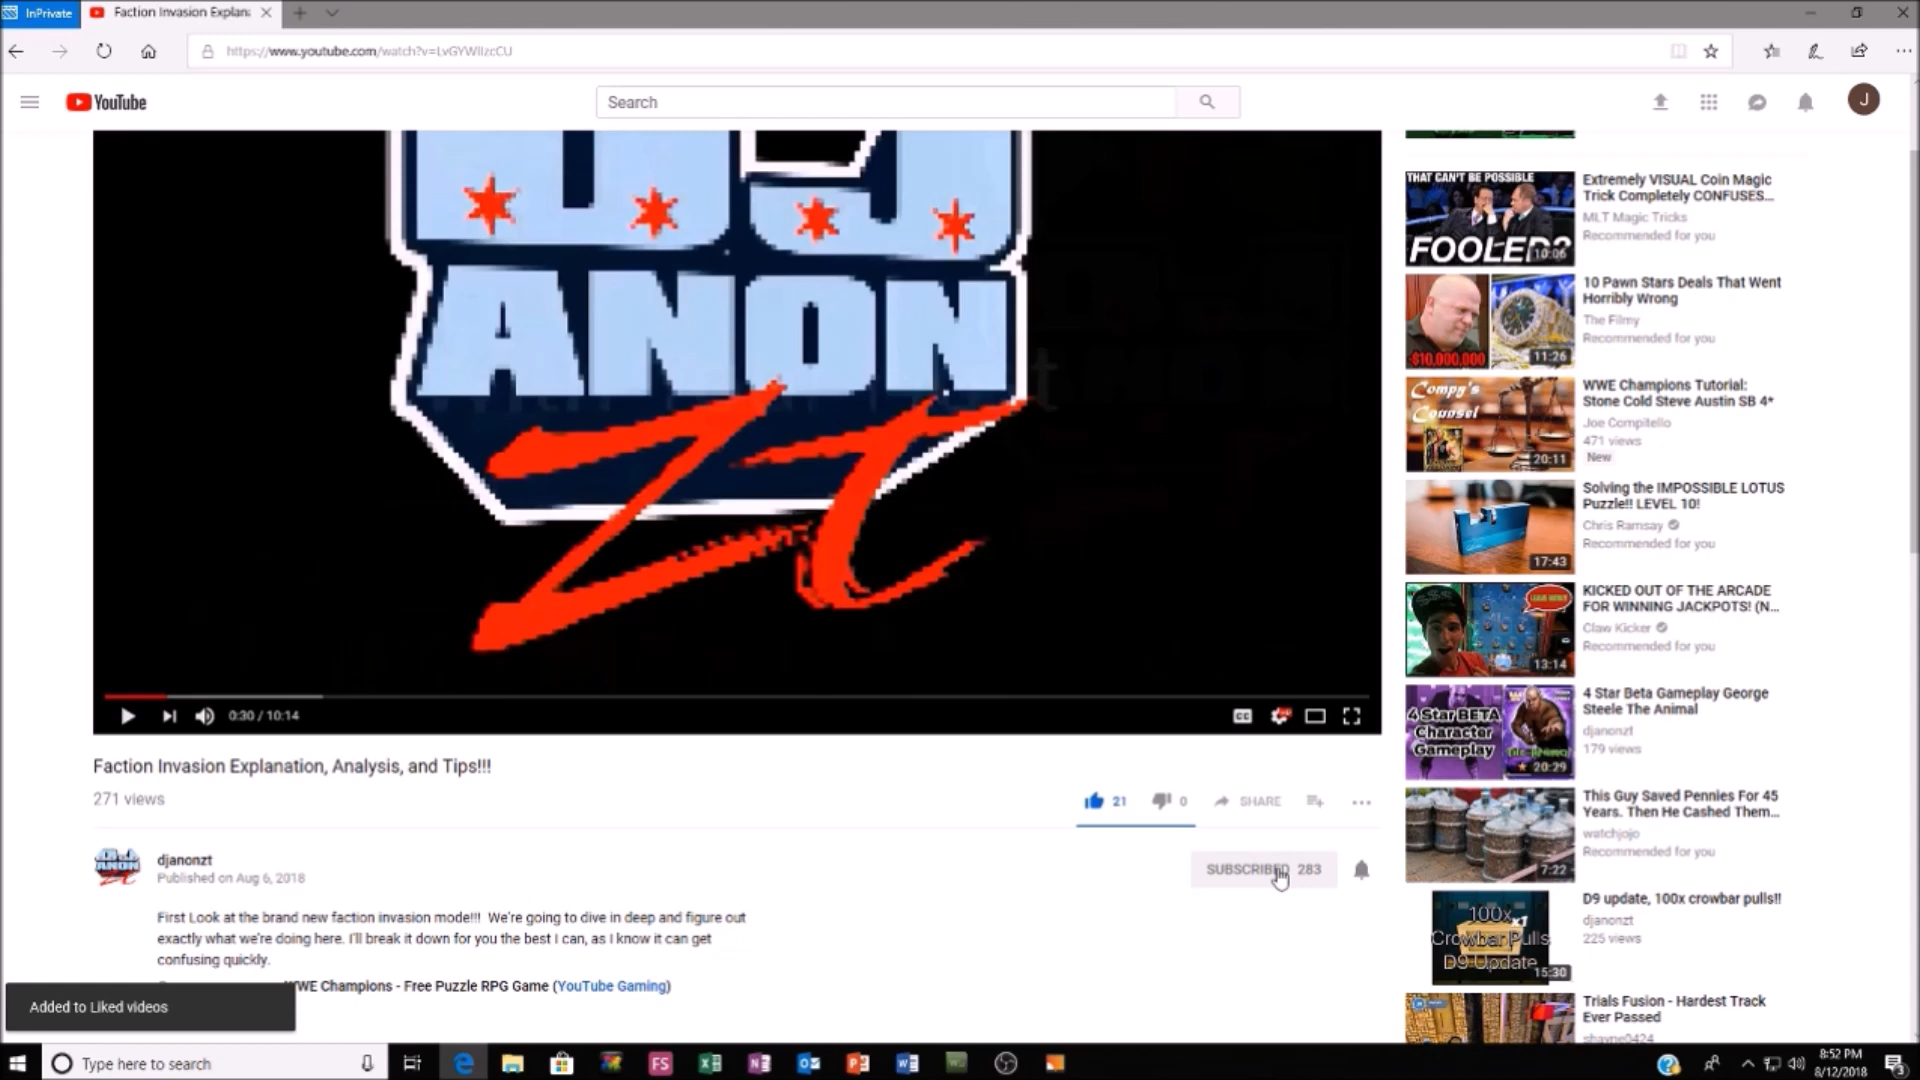 InPrivate
Faction Invasion Explan
https://www.youtube.com/watch?v=LvGYWIIzcCU
YouTube
Search
J
ANON
Zt
0:30 / 10:14
CC
Faction Invasion Explanation, Analysis, and Tips!!!
271 views
21
0
SHARE
djanonzt
Published on Aug 6, 2018
SUBSCRIBED 283
First Look at the brand new faction invasion mode!!! We're going to dive in deep and figure out
exactly what we're doing here. I'll break it down for you the best I can, as I know it can get
confusing quickly.
WWE Champions - Free Puzzle RPG Game (YouTube Gaming)
Added to Liked videos
THAT CAN'T BE POSSIBLE
FOOLED?
10:06
Extremely VISUAL Coin Magic
Trick Completely CONFUSES...
MLT Magic Tricks
Recommended for you
$10,000,000
11:26
10 Pawn Stars Deals That Went
Horribly Wrong
The Filmy
Recommended for you
Compy's
Counsel
20:11
WWE Champions Tutorial:
Stone Cold Steve Austin SB 4*
Joe Compitello
471 views
New
17:43
Solving the IMPOSSIBLE LOTUS
Puzzle!! LEVEL 10!
Chris Ramsay
Recommended for you
13:14
KICKED OUT OF THE ARCADE
FOR WINNING JACKPOTS! (N...
Claw Kicker
Recommended for you
4 Star BETA
Character
Gameplay
20:29
4 Star Beta Gameplay George
Steele The Animal
djanonzt
179 views
7:22
This Guy Saved Pennies For 45
Years. Then He Cashed Them...
watchjojo
Recommended for you
100x
Crowbar Pulls
D9 Update
15:30
D9 update, 100x crowbar pulls!!
djanonzt
225 views
Trials Fusion - Hardest Track
Ever Passed
shayne0424
Type here to search
FS
8:52 PM
8/12/2018
3